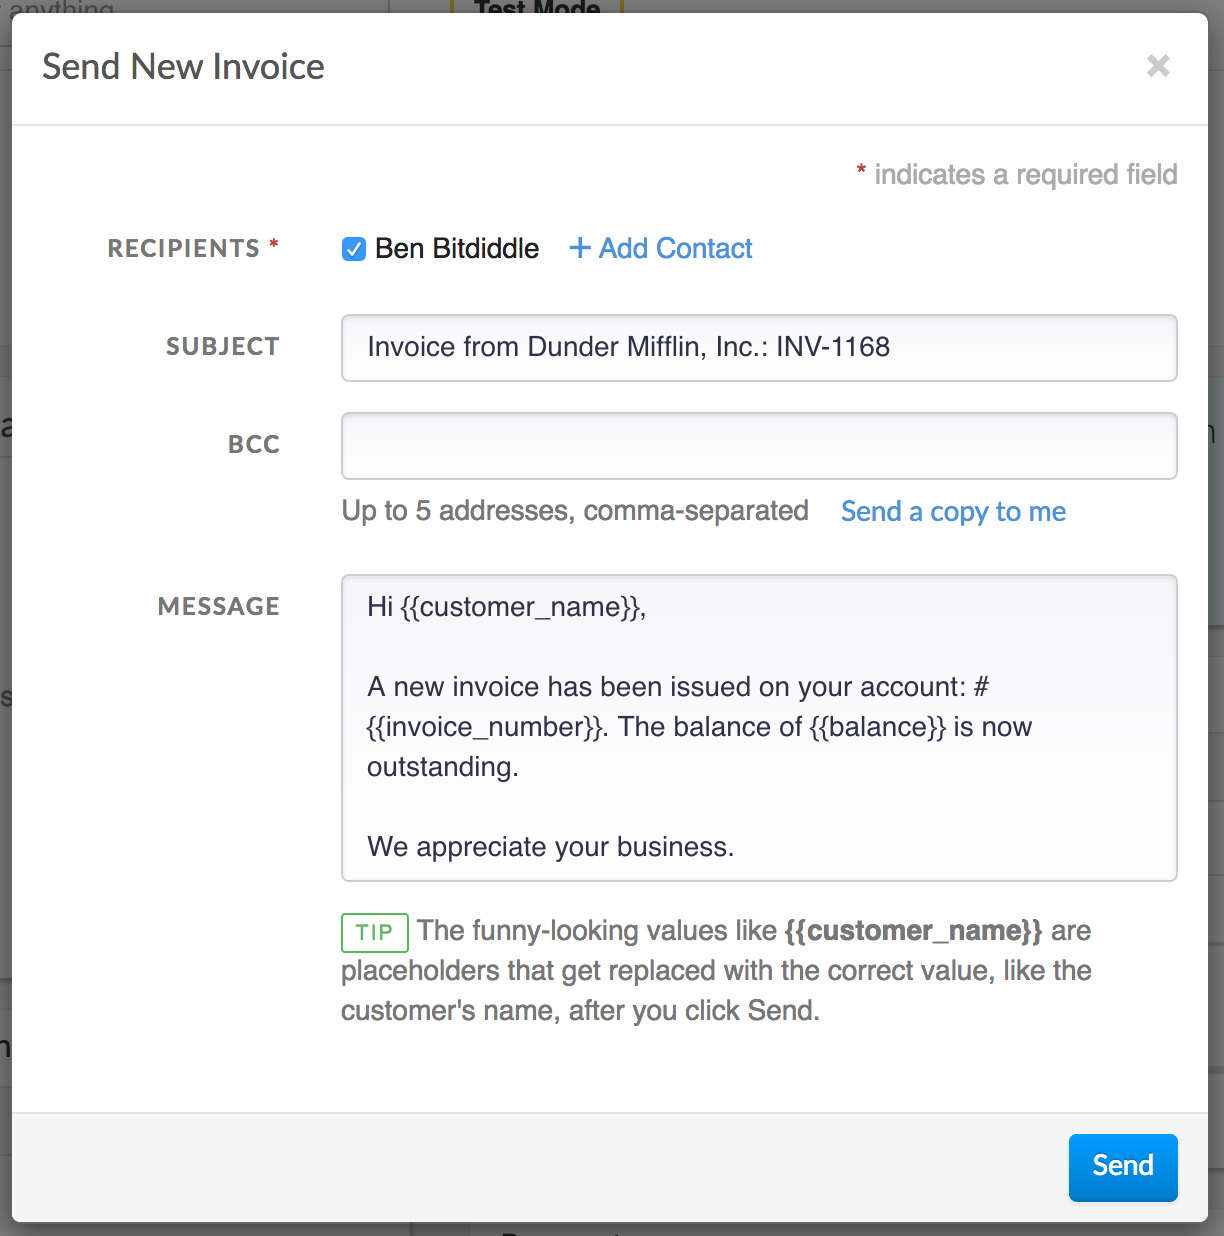 anything
Test Mode
Send New Invoice
* indicates a required field
RECIPIENTS *
Ben Bitdiddle
+ Add Contact
SUBJECT
Invoice from Dunder Mifflin, Inc.: INV-1168
BCC
Up to 5 addresses, comma-separated
Send a copy to me
MESSAGE
Hi {{customer_name}},
A new invoice has been issued on your account: #
{{invoice_number}}. The balance of {{balance}} is now
outstanding.
We appreciate your business.
TIP The funny-looking values like {{customer_name}} are
placeholders that get replaced with the correct value, like the
customer's name, after you click Send.
Send